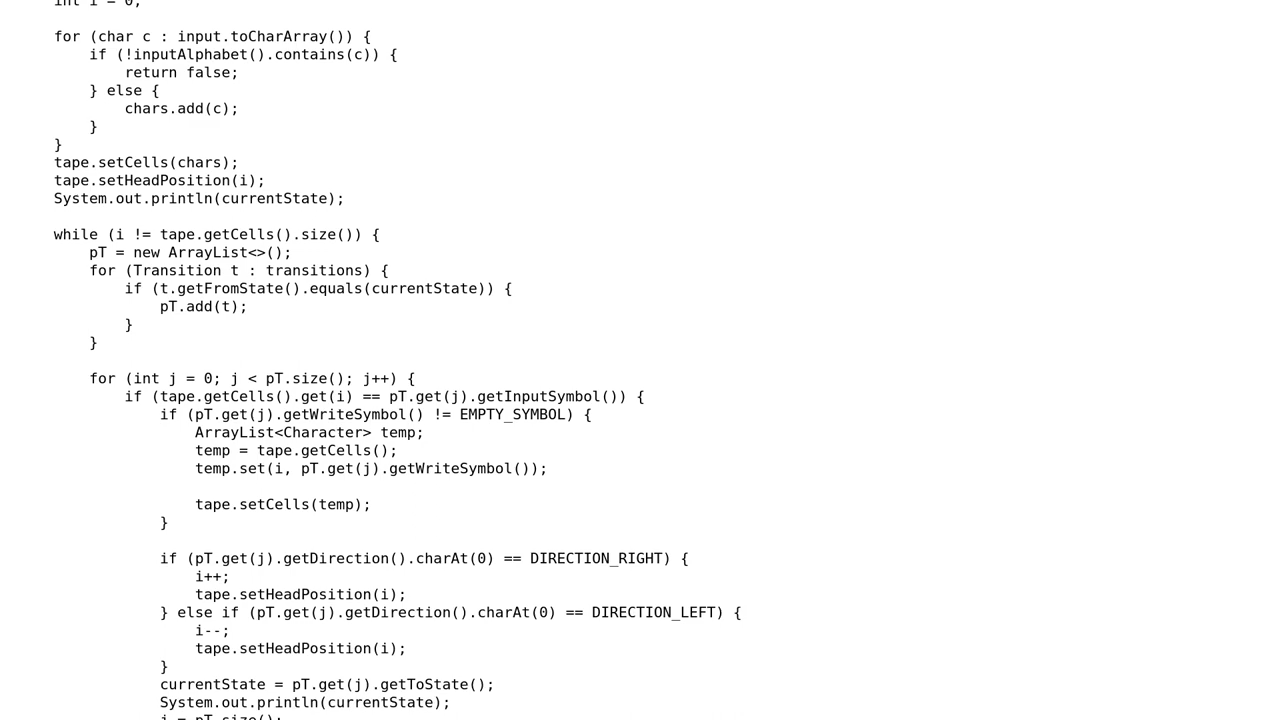 int i = 0;
for (char c : input.toCharArray()) {
if (!inputAlphabet().contains(c)) {
return false;
} else {
chars.add(c);
}
}
tape.setCells(chars);
tape.setHeadPosition(i);
System.out.println(currentState);
while (i != tape.getCells().size()) {
pT = new ArrayList<>();
for (Transition t : transitions) {
if (t.getFromState().equals(currentState)) {
pT.add(t);
}
}
for (int j = 0; j < pT.size(); j++) {
if (tape.getCells().get(i) == pT.get(j).getInputSymbol()) {
if (pT.get(j).getWriteSymbol() != EMPTY_SYMBOL) {
ArrayList<Character> temp;
temp = tape.getCells();
temp.set(i, pT.get(j).getWriteSymbol());
tape.setCells(temp);
}
if (pT.get(j).getDirection().charAt(0) == DIRECTION_RIGHT) {
i++;
tape.setHeadPosition(i);
} else if (pT.get(j).getDirection().charAt(0) == DIRECTION_LEFT) {
i--;
tape.setHeadPosition(i);
}
currentState = pT.get(j).getToState();
System.out.println(currentState);
j = pT.size();